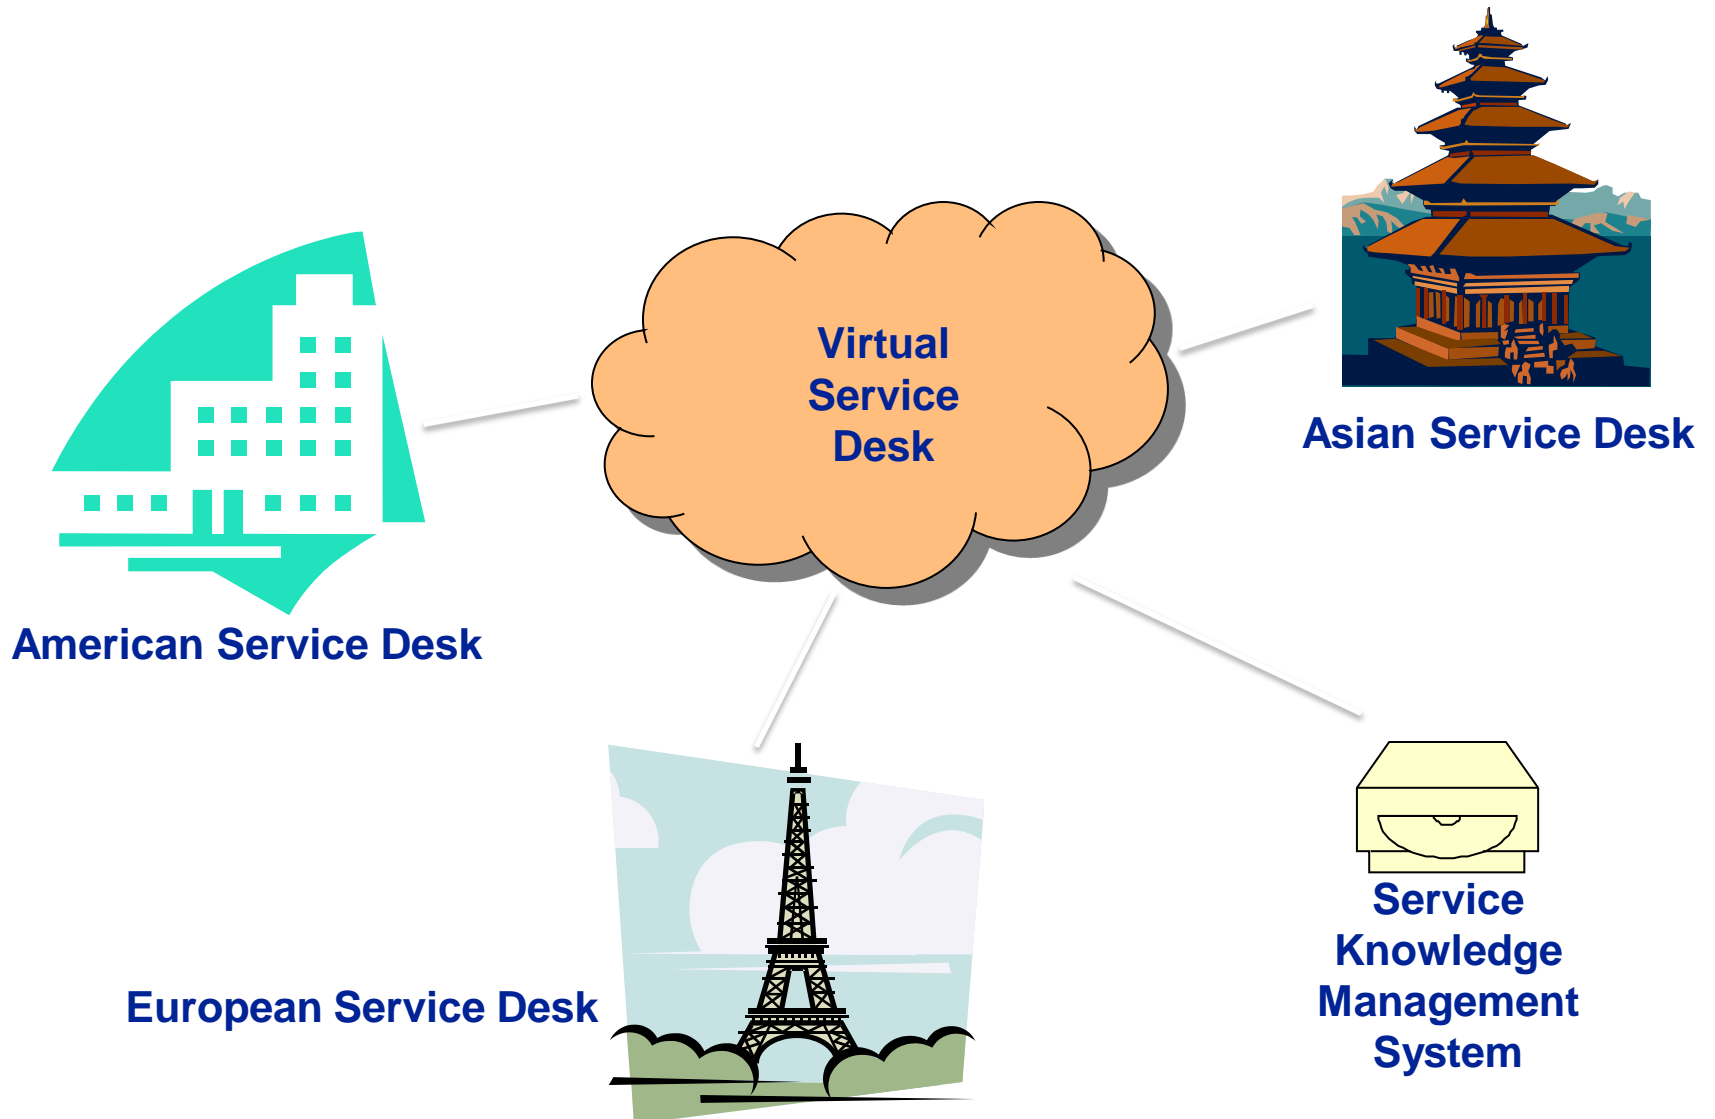 Virtual
Service
Desk
Asian Service Desk
American Service Desk
European Service Desk
Service
Knowledge
Management
System